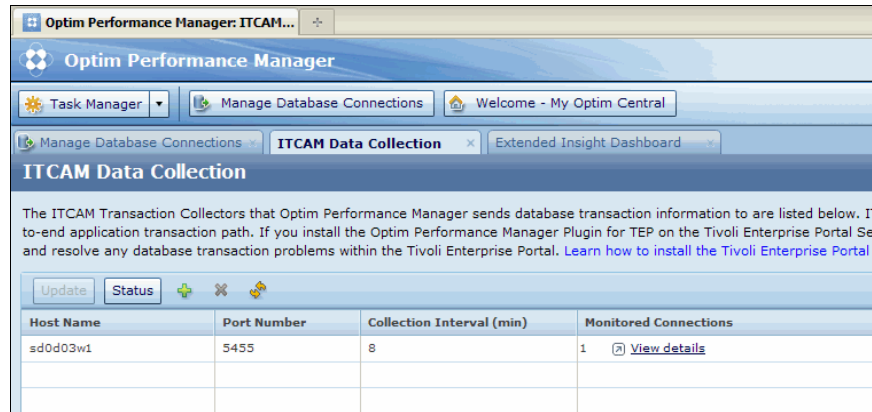 Optim Performance Manager: ITCAM...
Optim Performance Manager
Task Manager Manage Database Connections Welcome - My Optim Central
Manage Database Connections ITCAM Data Collection Extended Insight Dashboard
ITCAM Data Collection
The ITCAM Transaction Collectors that Optim Performance Manager sends database transaction information to are listed below.
to-end application transaction path. If you install the Optim Performance Manager Plugin for TEP on the Tivoli Enterprise Portal Se
and resolve any database transaction problems within the Tivoli Enterprise Portal. Learn how to install the Tivoli Enterprise Portal
Update Status
Host Name Port Number Collection Interval (min) Monitored Connections
sd0d03w1 5455 8 1 View details